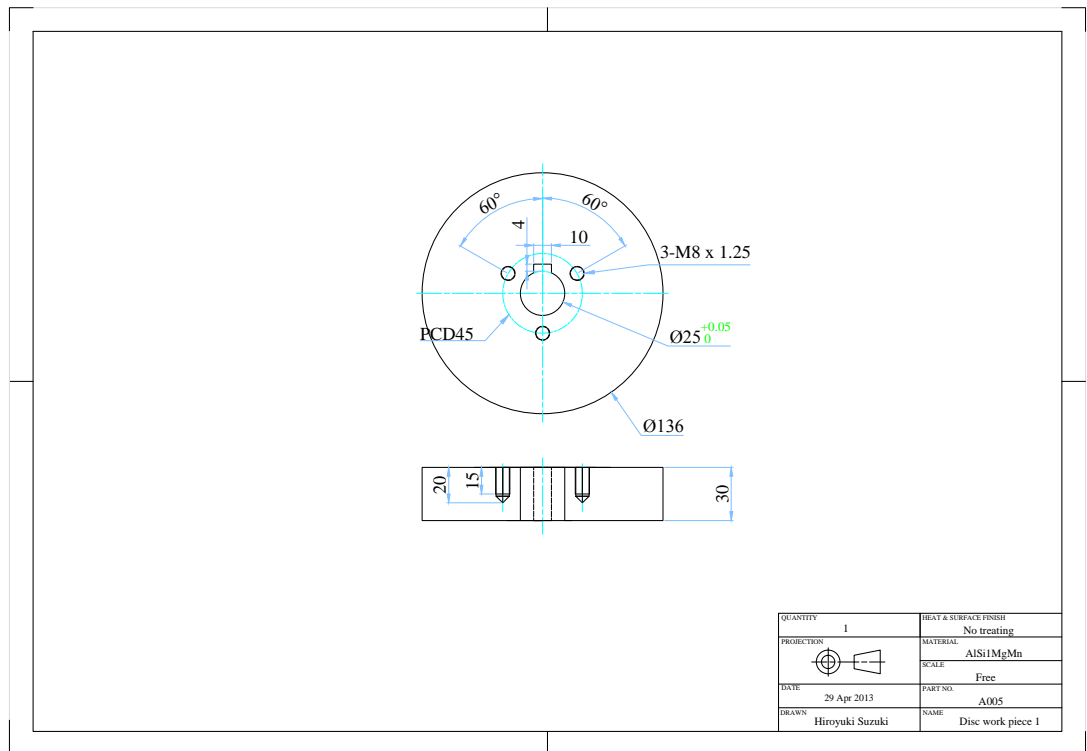 60°
60°
4
10
3-M8 x 1.25
PCD45
Ø25 +0.05
0
Ø136
20
15
30
QUANTITY
1
HEAT & SURFACE FINISH
No treating
PROJECTION
MATERIAL
AlSi1MgMn
SCALE
Free
DATE
29 Apr 2013
PART NO.
A005
DRAWN
Hiroyuki Suzuki
NAME
Disc work piece 1